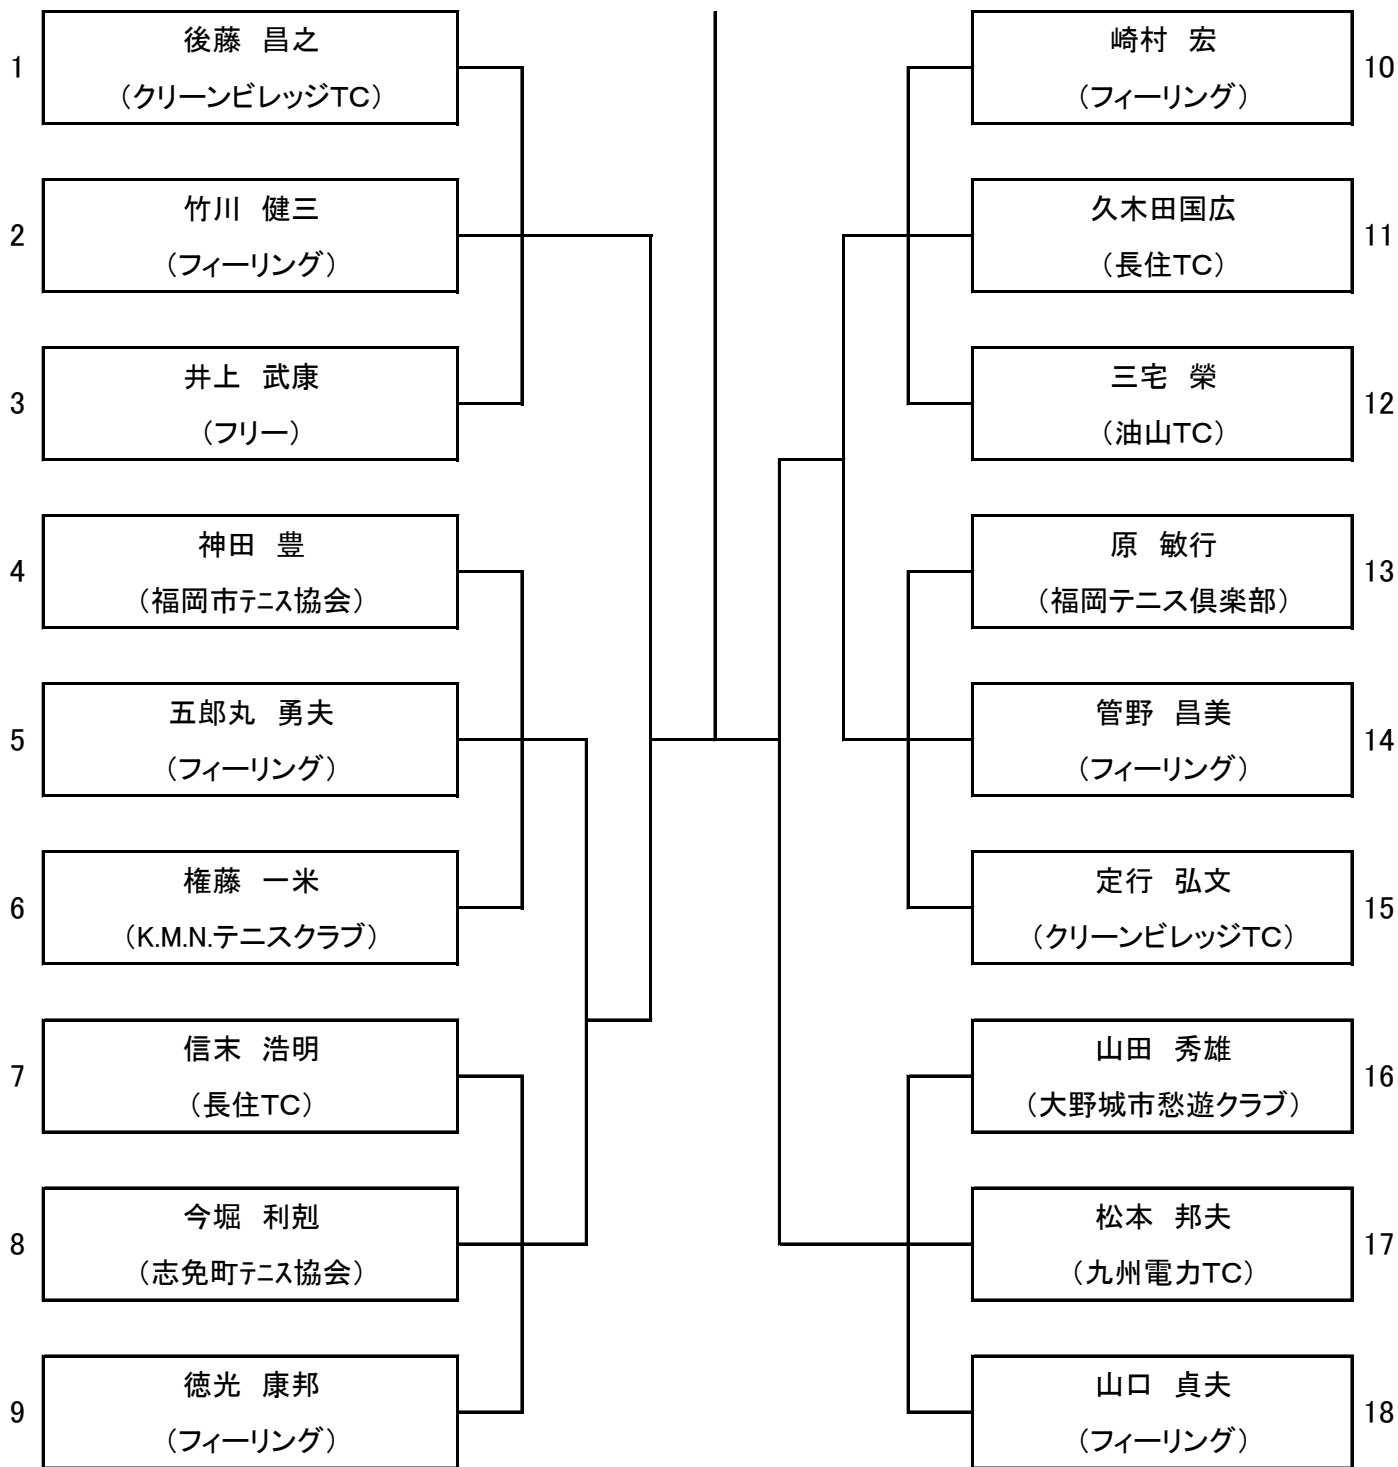 1
後藤　昌之
（クリーンビレッジTC）
2
竹川　健三
（フィーリング）
3
井上　武康
（フリー）
4
神田　豊
（福岡市テニス協会）
5
五郎丸　勇夫
（フィーリング）
6
権藤　一米
（K.M.N.テニスクラブ）
7
信末　浩明
（長住TC）
8
今堀　利剋
（志免町テニス協会）
9
徳光　康邦
（フィーリング）
崎村　宏
10
（フィーリング）
久木田国広
11
（長住TC）
三宅　榮
12
（油山TC）
原　敏行
13
（福岡テニス倶楽部）
管野　昌美
14
（フィーリング）
定行　弘文
15
（クリーンビレッジTC）
山田　秀雄
16
（大野城市愁遊クラブ）
松本　邦夫
17
（九州電力TC）
山口　貞夫
18
（フィーリング）